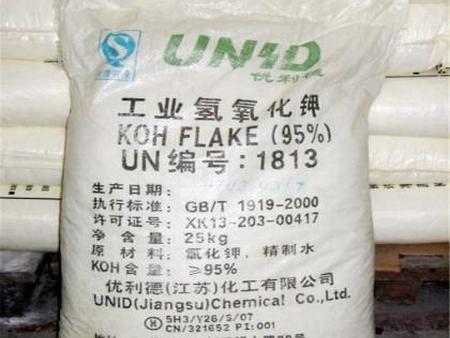 UNID
优利德
工业氢氧化钾
KOH FLAKE (95%)
UN编号:1813
生产日期:
执行标准: GB/T 1919-2000
许可证号: XK13-203-00417
净 含 量: 25kg
原 材 料: 氯化钾、精制水
KOH含 量: ≥95%
优利德(江苏)化工有限公司
UNID(Jiangsu)Chemical Co.,Ltd.
5H3/Y26/S/07
CN/321652 PI:001